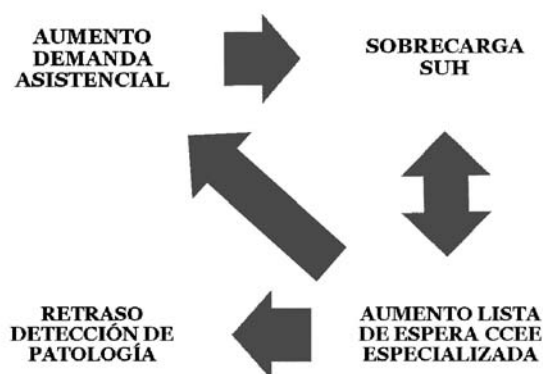 AUMENTO
DEMANDA
ASISTENCIAL
SOBRECARGA
SUH
RETRASO
DETECCIÓN DE
PATOLOGÍA
AUMENTO LISTA
DE ESPERA CCEE
ESPECIALIZADA